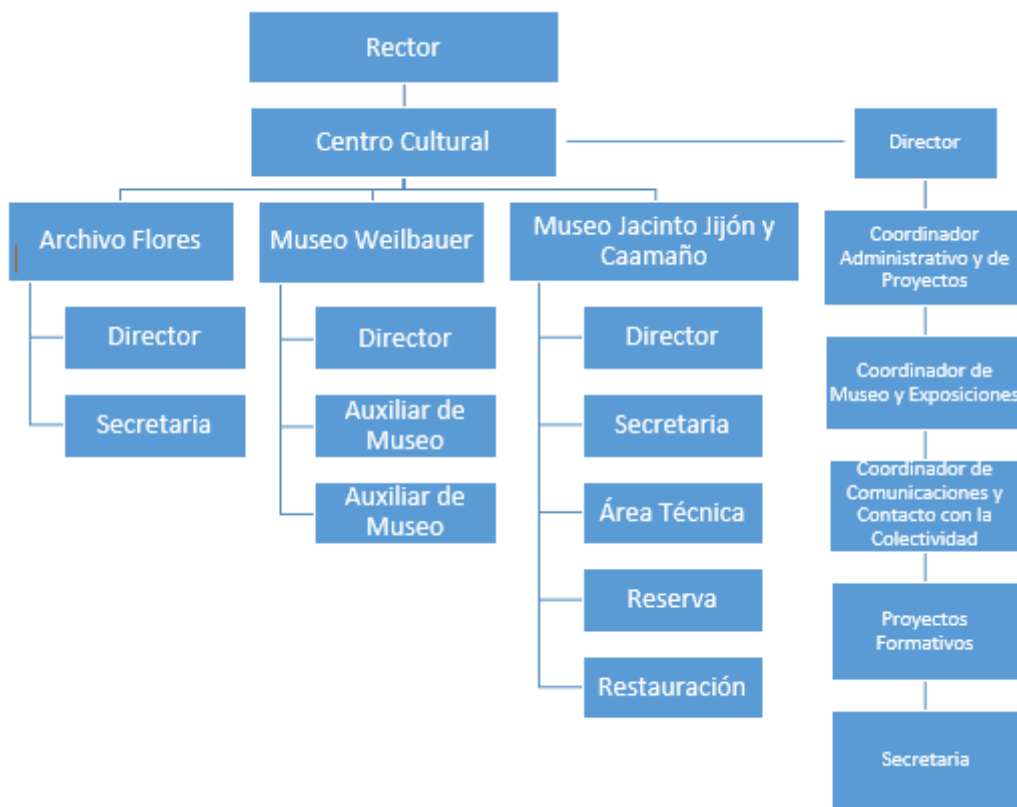 Rector
Centro Cultural
Director
Archivo Flores
Director
Secretaria
Museo Weilbauer
Director
Auxiliar de
Museo
Auxiliar de
Museo
Museo Jacinto Jijón y
Caamaño
Director
Secretaria
Área Técnica
Reserva
Restauración
Coordinador
Administrativo y de
Proyectos
Coordinador de
Museo y Exposiciones
Coordinador de
Comunicaciones y
Contacto con la
Colectividad
Proyectos
Formativos
Secretaria